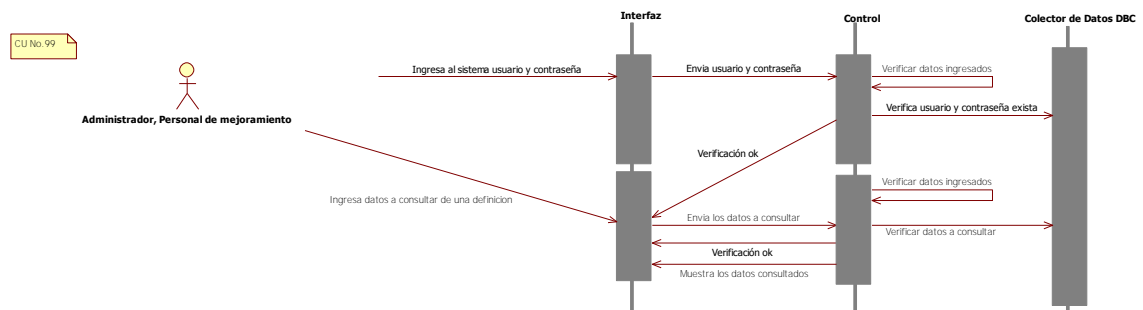 Interfaz
Control
Colector de Datos DBC
CU No.99
Ingresa al sistema usuario y contraseña
Envia usuario y contraseña
Verificar datos ingresados
Verifica usuario y contraseña exista
Administrador, Personal de mejoramiento
Verificación ok
Verificar datos ingresados
Ingresa datos a consultar de una definicion
Envia los datos a consultar
Verificar datos a consultar
Verificación ok
Muestra los datos consultados